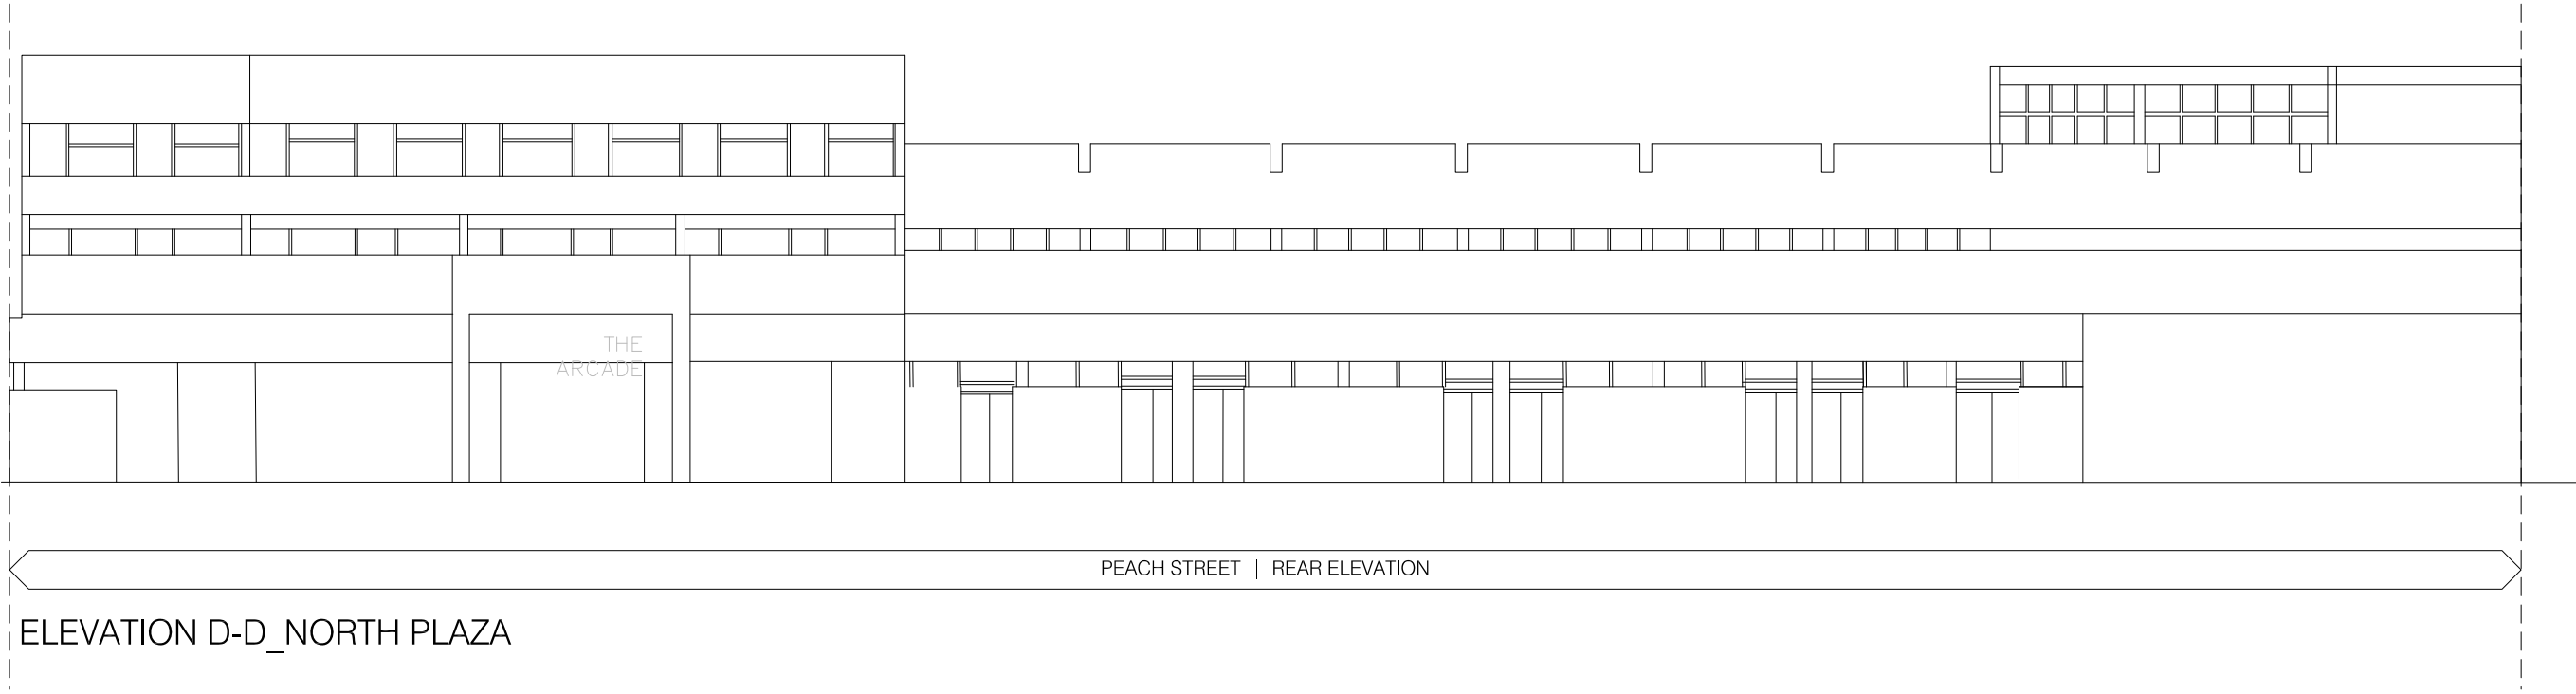 THE
ARCADE
PEACH STREET | REAR ELEVATION
ELEVATION D-D_NORTH PLAZA